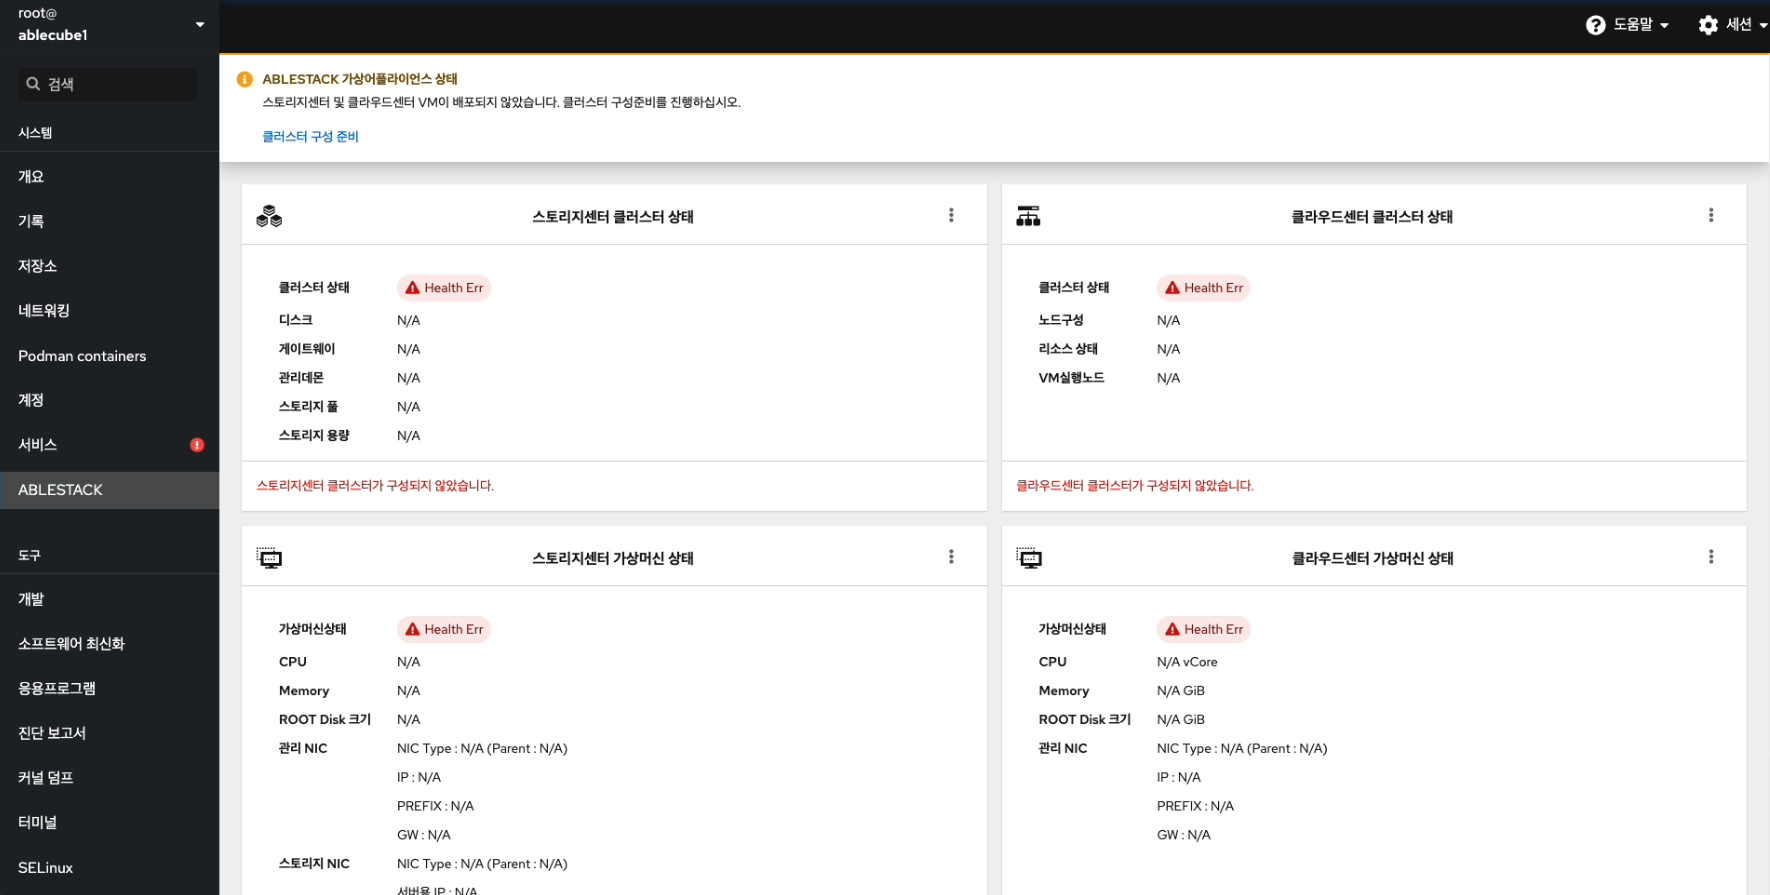 root@
ablecube1
도움말
세션
검색
시스템
개요
기록
저장소
네트워킹
Podman containers
계정
서비스
ABLESTACK
도구
개발
소프트웨어 최신화
응용프로그램
진단 보고서
커널 덤프
터미널
SELinux
ABLESTACK 가상어플라이언스 상태
스토리지센터 및 클라우드센터 VM이 배포되지 않았습니다. 클러스터 구성준비를 진행하십시오.
클러스터 구성 준비
스토리지센터 클러스터 상태
클러스터 상태 Health Err
디스크 N/A
게이트웨이 N/A
관리데몬 N/A
스토리지 풀 N/A
스토리지 용량 N/A
스토리지센터 클러스터가 구성되지 않았습니다.
클라우드센터 클러스터 상태
클러스터 상태 Health Err
노드구성 N/A
리소스 상태 N/A
VM실행노드 N/A
클라우드센터 클러스터가 구성되지 않았습니다.
스토리지센터 가상머신 상태
가상머신상태 Health Err
CPU N/A
Memory N/A
ROOT Disk 크기 N/A
관리 NIC NIC Type : N/A (Parent : N/A)
IP : N/A
PREFIX : N/A
GW : N/A
스토리지 NIC NIC Type : N/A (Parent : N/A)
서버용 IP : N/A
클라우드센터 가상머신 상태
가상머신상태 Health Err
CPU N/A vCore
Memory N/A GiB
ROOT Disk 크기 N/A GiB
관리 NIC NIC Type : N/A (Parent : N/A)
IP : N/A
PREFIX : N/A
GW : N/A